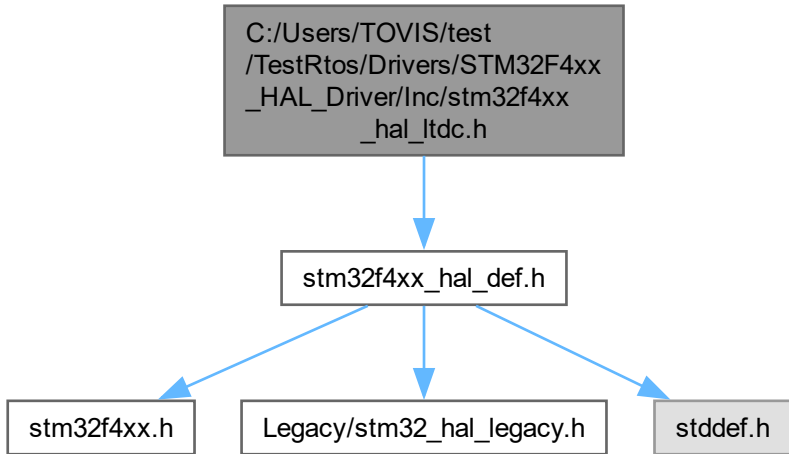 C:/Users/TOVIS/test
/TestRtos/Drivers/STM32F4xx
_HAL_Driver/Inc/stm32f4xx
_hal_ltdc.h
stm32f4xx_hal_def.h
stm32f4xx.h
Legacy/stm32_hal_legacy.h
stddef.h